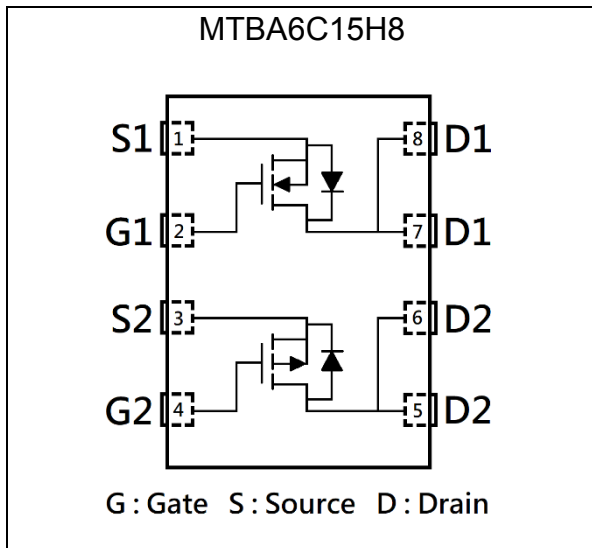 MTBA6C15H8
S1 1 8 D1
G1 2 7 D1
S2 3 6 D2
G2 4 5 D2
G : Gate S : Source D : Drain